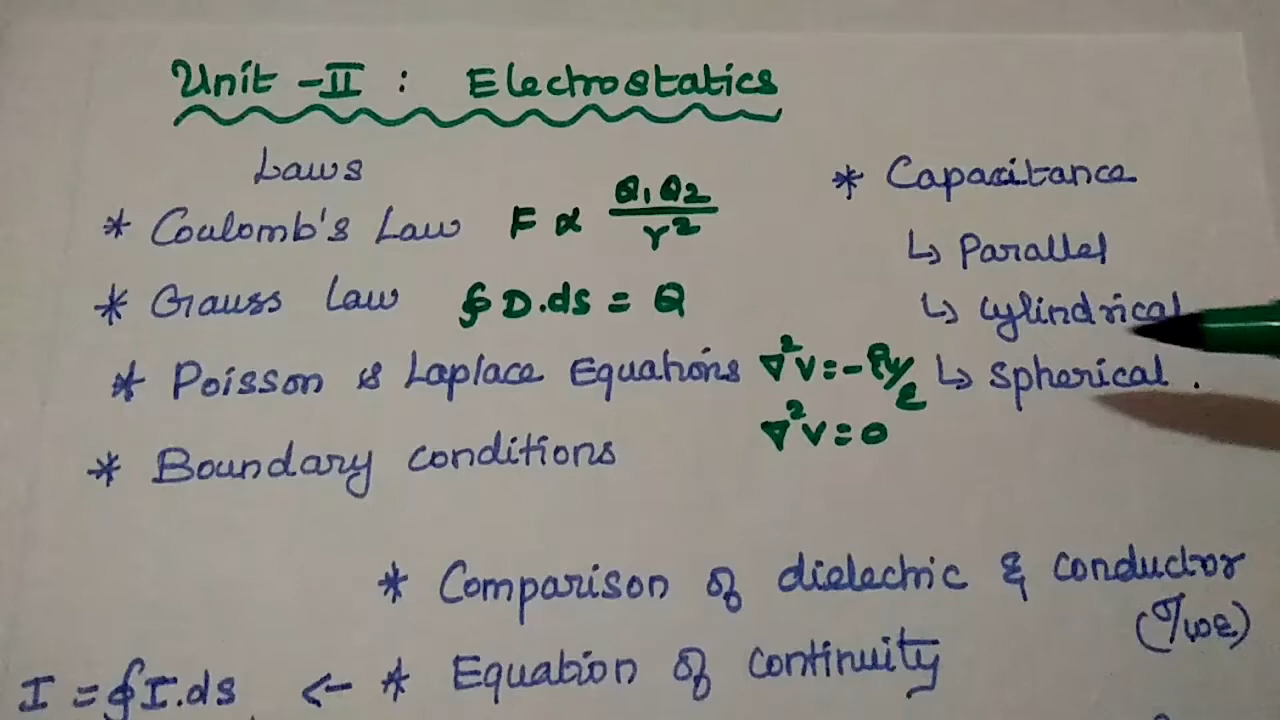 Unit -II : Electrostatics
Laws
* Coulomb's Law F ∝ Q1Q2/r²
* Gauss Law ∮D.ds = Q
* Poisson & Laplace Equations ∇²V = -ρv/ε
∇²V = 0
* Boundary conditions
* Capacitance
↳ Parallel
↳ Cylindrical
↳ Spherical .
* Comparison of dielectric & conductor
(σ/ωε)
I = ∮I.ds ← * Equation of continuity